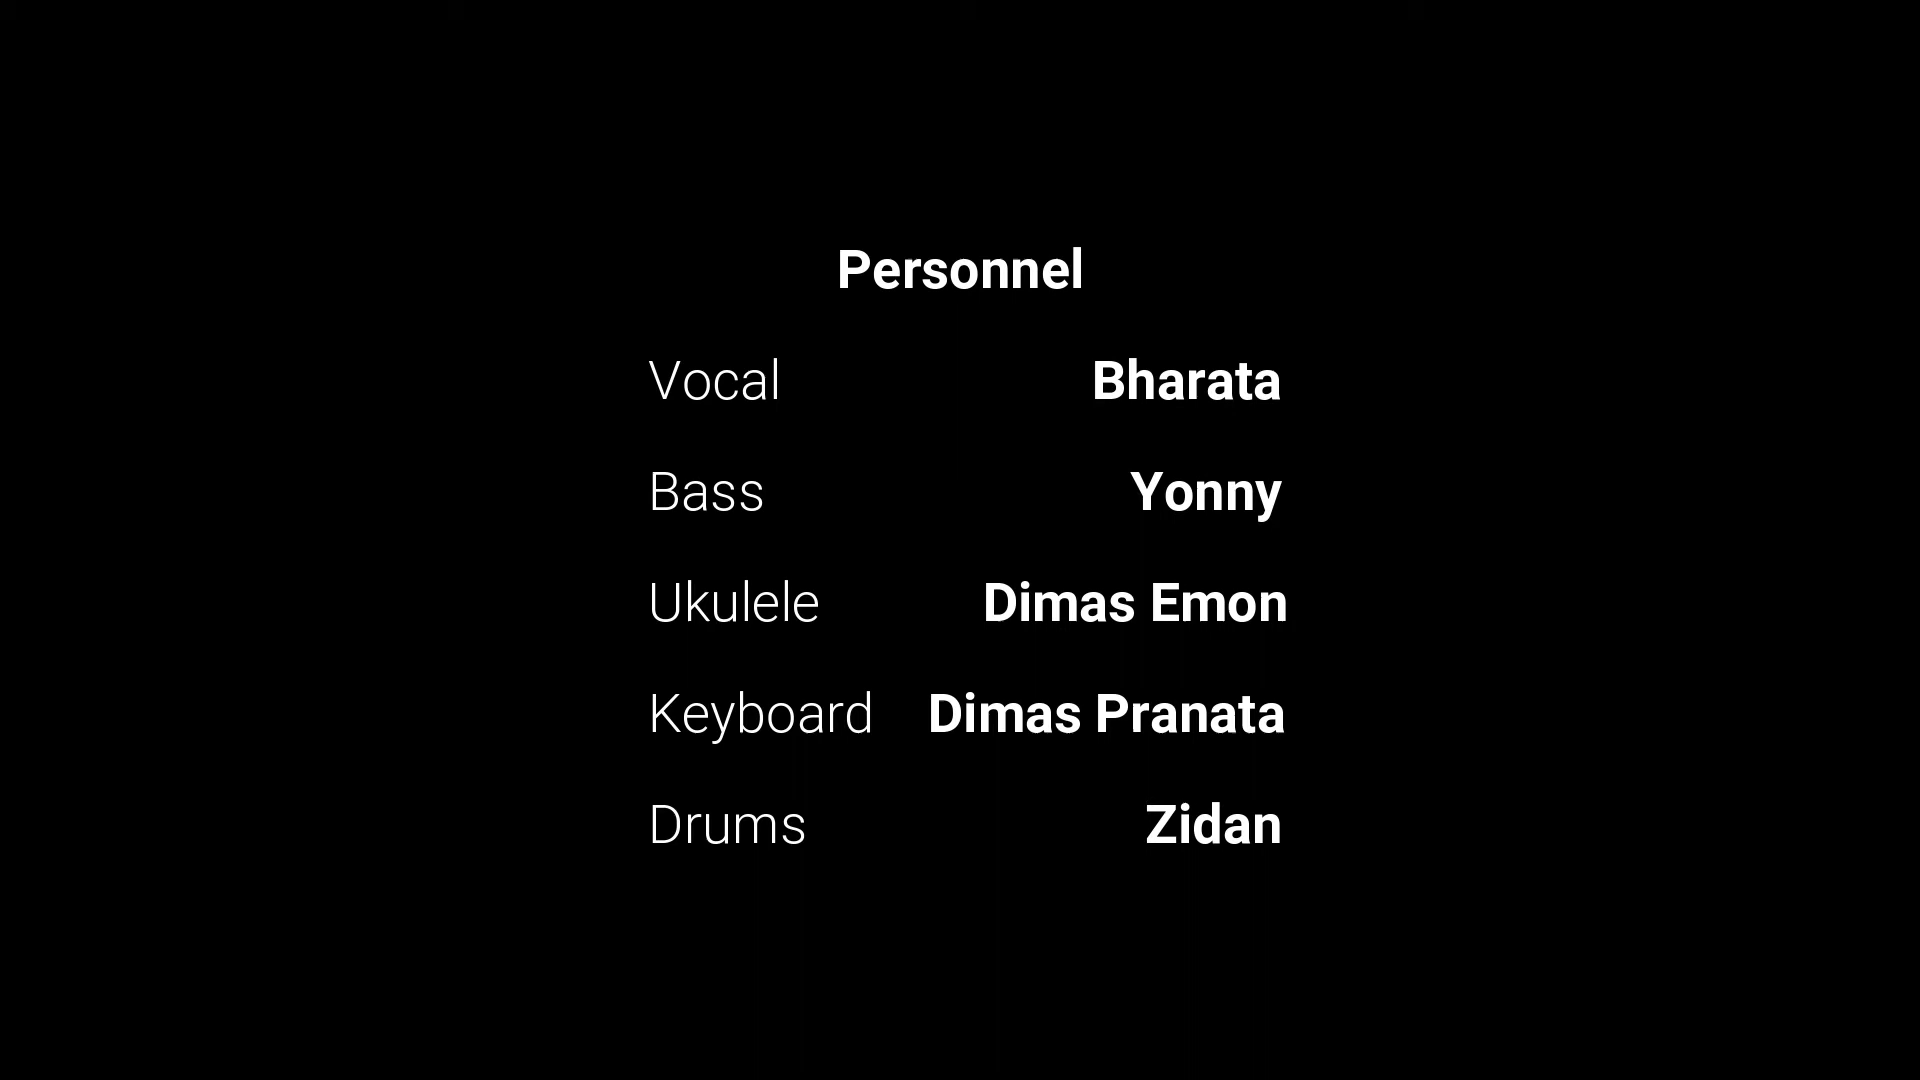 Personnel
Vocal Bharata
Bass Yonny
Ukulele Dimas Emon
Keyboard Dimas Pranata
Drums Zidan